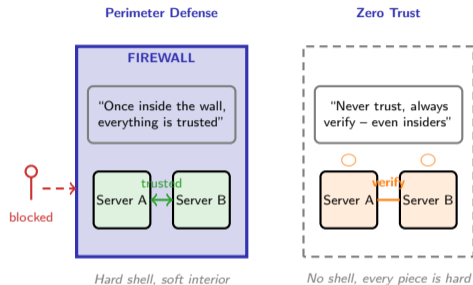 Perimeter Defense
FIREWALL
“Once inside the wall,
everything is trusted”
trusted
Server A
Server B
blocked
Hard shell, soft interior
Zero Trust
“Never trust, always
verify – even insiders”
verify
Server A
Server B
No shell, every piece is hard